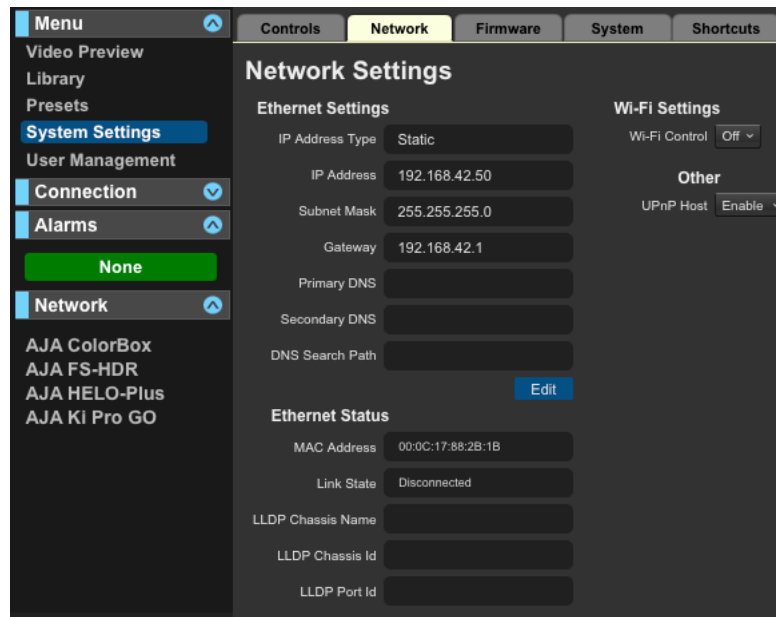 Menu
Video Preview
Library
Presets
System Settings
User Management
Connection
Alarms
None
Network
AJA ColorBox
AJA FS-HDR
AJA HELO-Plus
AJA Ki Pro GO
Controls Network Firmware System Shortcuts
Network Settings
Ethernet Settings
IP Address Type Static
IP Address 192.168.42.50
Subnet Mask 255.255.255.0
Gateway 192.168.42.1
Primary DNS
Secondary DNS
DNS Search Path
Edit
Ethernet Status
MAC Address 00:0C:17:88:2B:1B
Link State Disconnected
LLDP Chassis Name
LLDP Chassis Id
LLDP Port Id
Wi-Fi Settings
Wi-Fi Control Off
Other
UPnP Host Enable